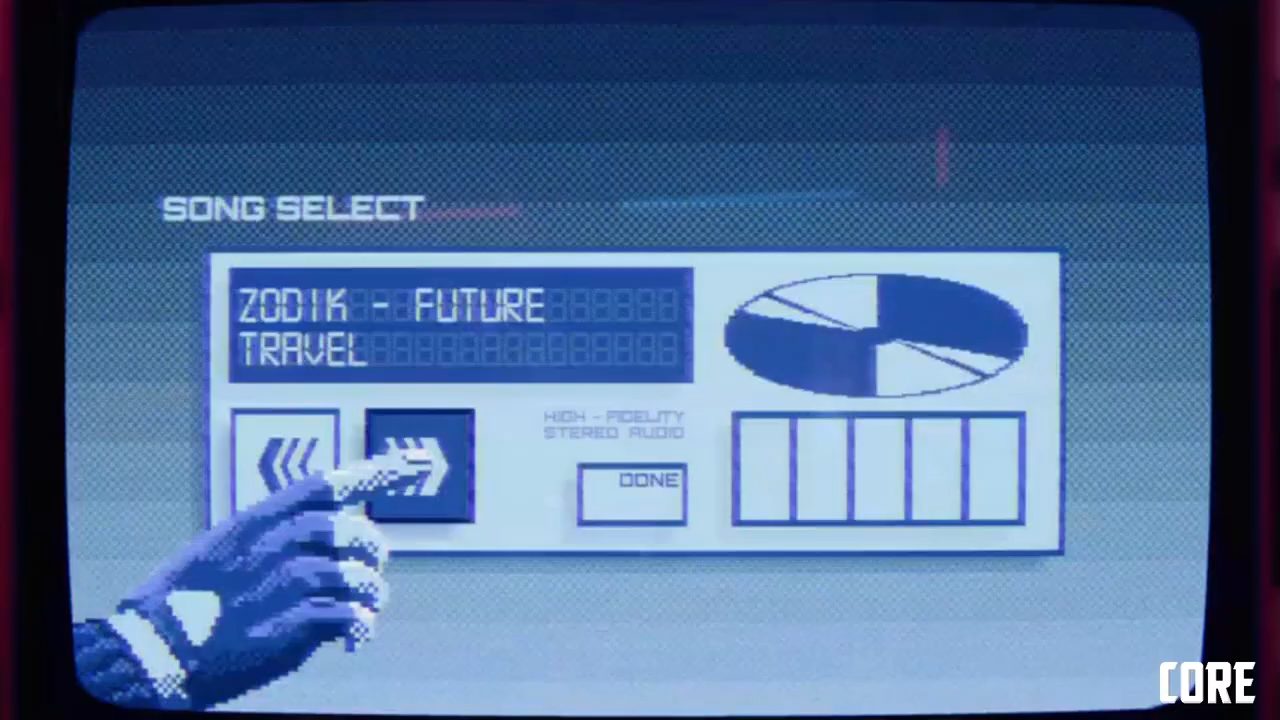 SONG SELECT
ZODIK - FUTURE
TRAVEL
HIGH - FIDELITY
STEREO AUDIO
DONE
CORE